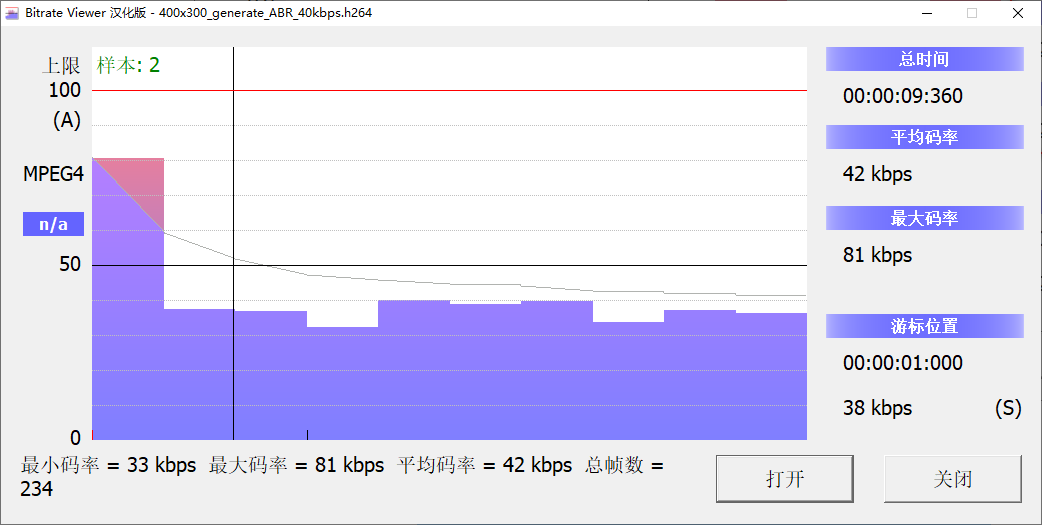 Bitrate Viewer 汉化版 - 400x300_generate_ABR_40kbps.h264
上限
样本: 2
100
(A)
MPEG4
n/a
50
0
总时间
00:00:09:360
平均码率
42 kbps
最大码率
81 kbps
游标位置
00:00:01:000
38 kbps (S)
最小码率 = 33 kbps 最大码率 = 81 kbps 平均码率 = 42 kbps 总帧数 =
234
打开
关闭